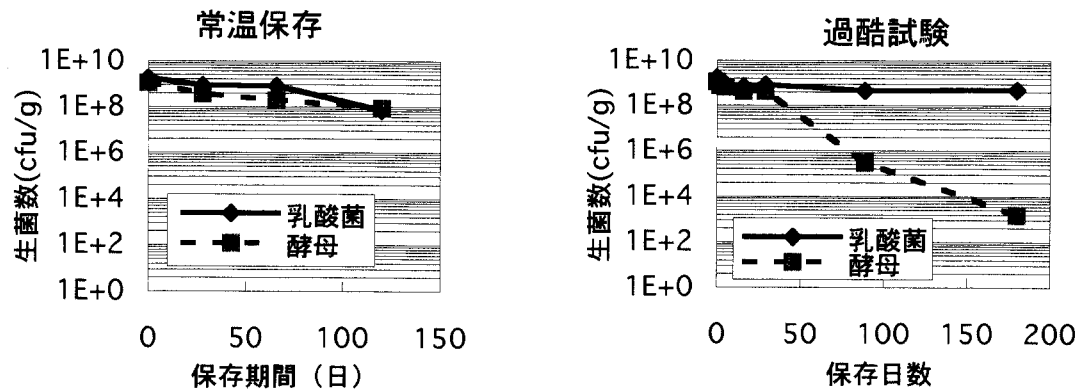 常温保存
生菌数(cfu/g)
1E+10
1E+8
1E+6
1E+4
1E+2
1E+0
乳酸菌
酵母
0 50 100 150
保存期間（日）
過酷試験
生菌数(cfu/g)
1E+10
1E+8
1E+6
1E+4
1E+2
1E+0
乳酸菌
酵母
0 50 100 150 200
保存日数